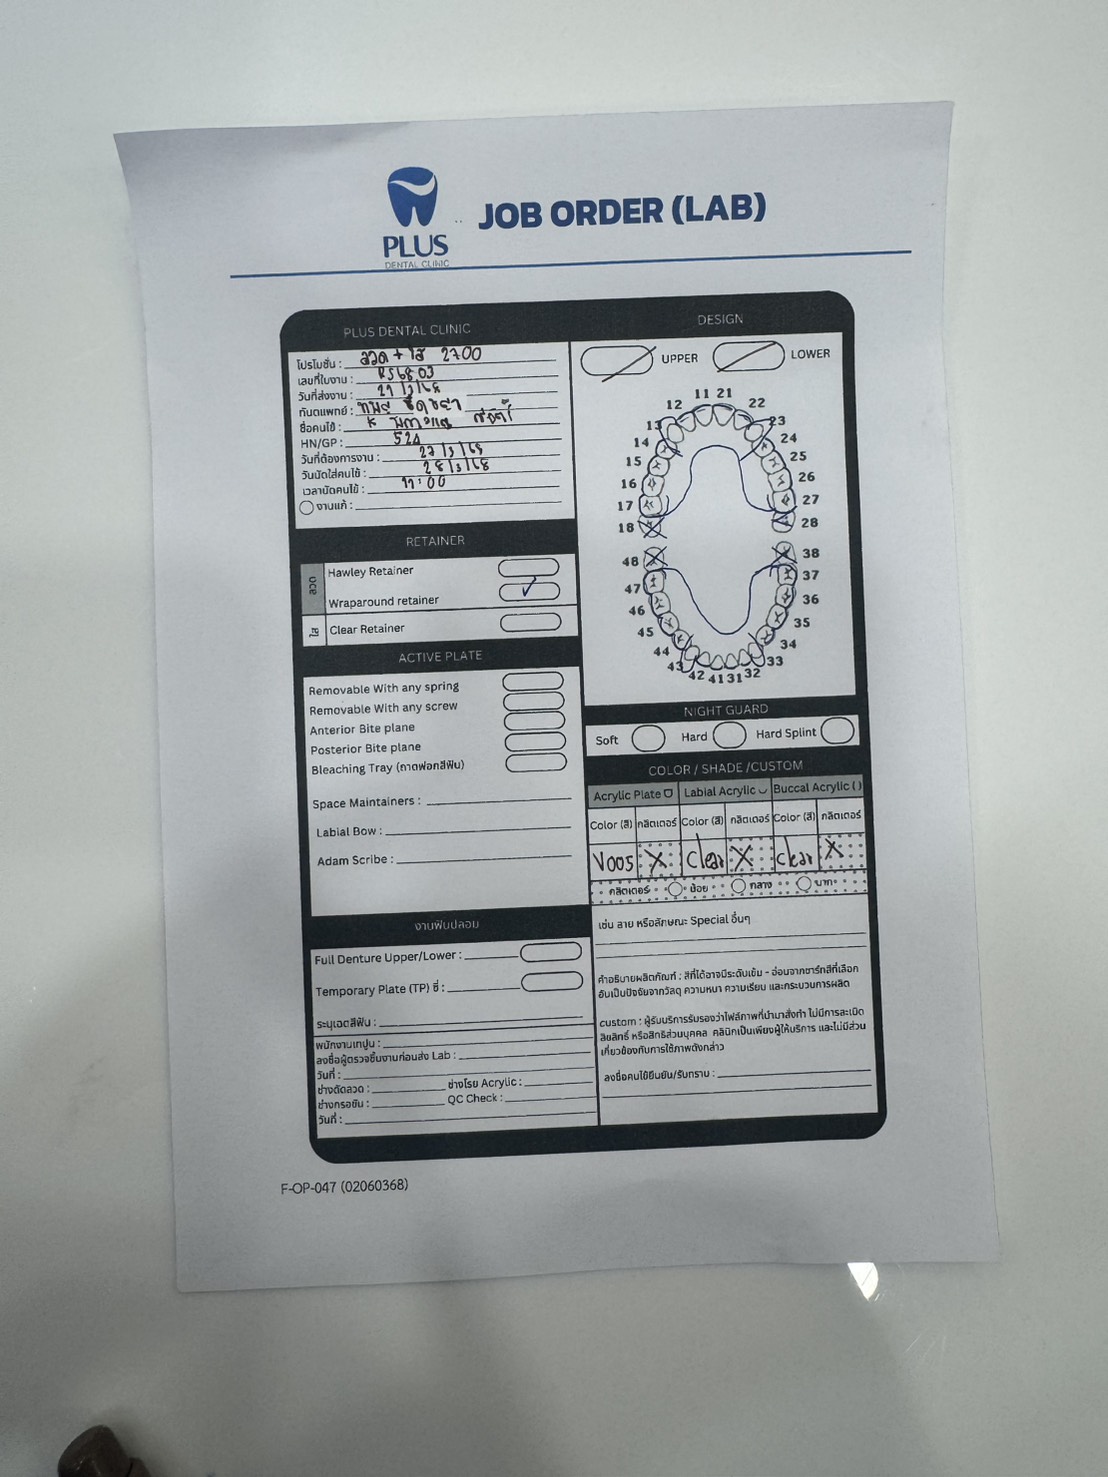 PLUS
DENTAL CLINIC
JOB ORDER (LAB)
PLUS DENTAL CLINIC
โปรโมชั่น : ลวด + ใส 2700
เลขที่ใบงาน : RS6803
วันที่ส่งงาน : 21/3/68
ทันตแพทย์ :
ชื่อคนไข้ : K
HN/GP : 520
วันที่ต้องการงาน : 27/3/68
วันนัดใส่คนไข้ : 28/3/68
เวลานัดคนไข้ : 11:00
งานแก้ :
RETAINER
ลวด
Hawley Retainer
Wraparound retainer ✓
ใส
Clear Retainer
ACTIVE PLATE
Removable With any spring
Removable With any screw
Anterior Bite plane
Posterior Bite plane
Bleaching Tray (ถาดฟอกสีฟัน)
Space Maintainers :
Labial Bow :
Adam Scribe :
งานฟันปลอม
Full Denture Upper/Lower :
Temporary Plate (TP) ซี่ :
ระบุเฉดสีฟัน :
พนักงานเทปูน :
ลงชื่อผู้ตรวจชิ้นงานก่อนส่ง Lab :
วันที่ :
ช่างดัดลวด : ช่างโรย Acrylic :
ช่างกรอขัน : QC Check :
วันที่ :
DESIGN
UPPER LOWER
11 21
12 22
13 23
14 24
15 25
16 26
17 27
18 28
48 38
47 37
46 36
45 35
44 34
43 33
42 41 31 32
NIGHT GUARD
Soft Hard Hard Splint
COLOR / SHADE /CUSTOM
Acrylic Plate Labial Acrylic Buccal Acrylic ( )
Color (สี) กลิตเตอร์ Color (สี) กลิตเตอร์ Color (สี) กลิตเตอร์
V005 X Clear X clear X
กลิตเตอร์ น้อย กลาง มาก
เช่น ลาย หรือลักษณะ Special อื่นๆ
คำอธิบายผลิตภัณฑ์ : สีที่ได้อาจมีระดับเข้ม - อ่อนจากชาร์ทสีที่เลือก
อันเป็นปัจจัยจากวัสดุ ความหนา ความเรียบ และกระบวนการผลิต
custom : ผู้รับบริการรับรองว่าไฟล์ภาพที่นำมาสั่งทำ ไม่มีการละเมิด
ลิขสิทธิ์ หรือสิทธิส่วนบุคคล คลินิกเป็นเพียงผู้ให้บริการ และไม่มีส่วน
เกี่ยวข้องกับการใช้ภาพดังกล่าว
ลงชื่อคนไข้ยืนยัน/รับทราบ :
F-OP-047 (02060368)